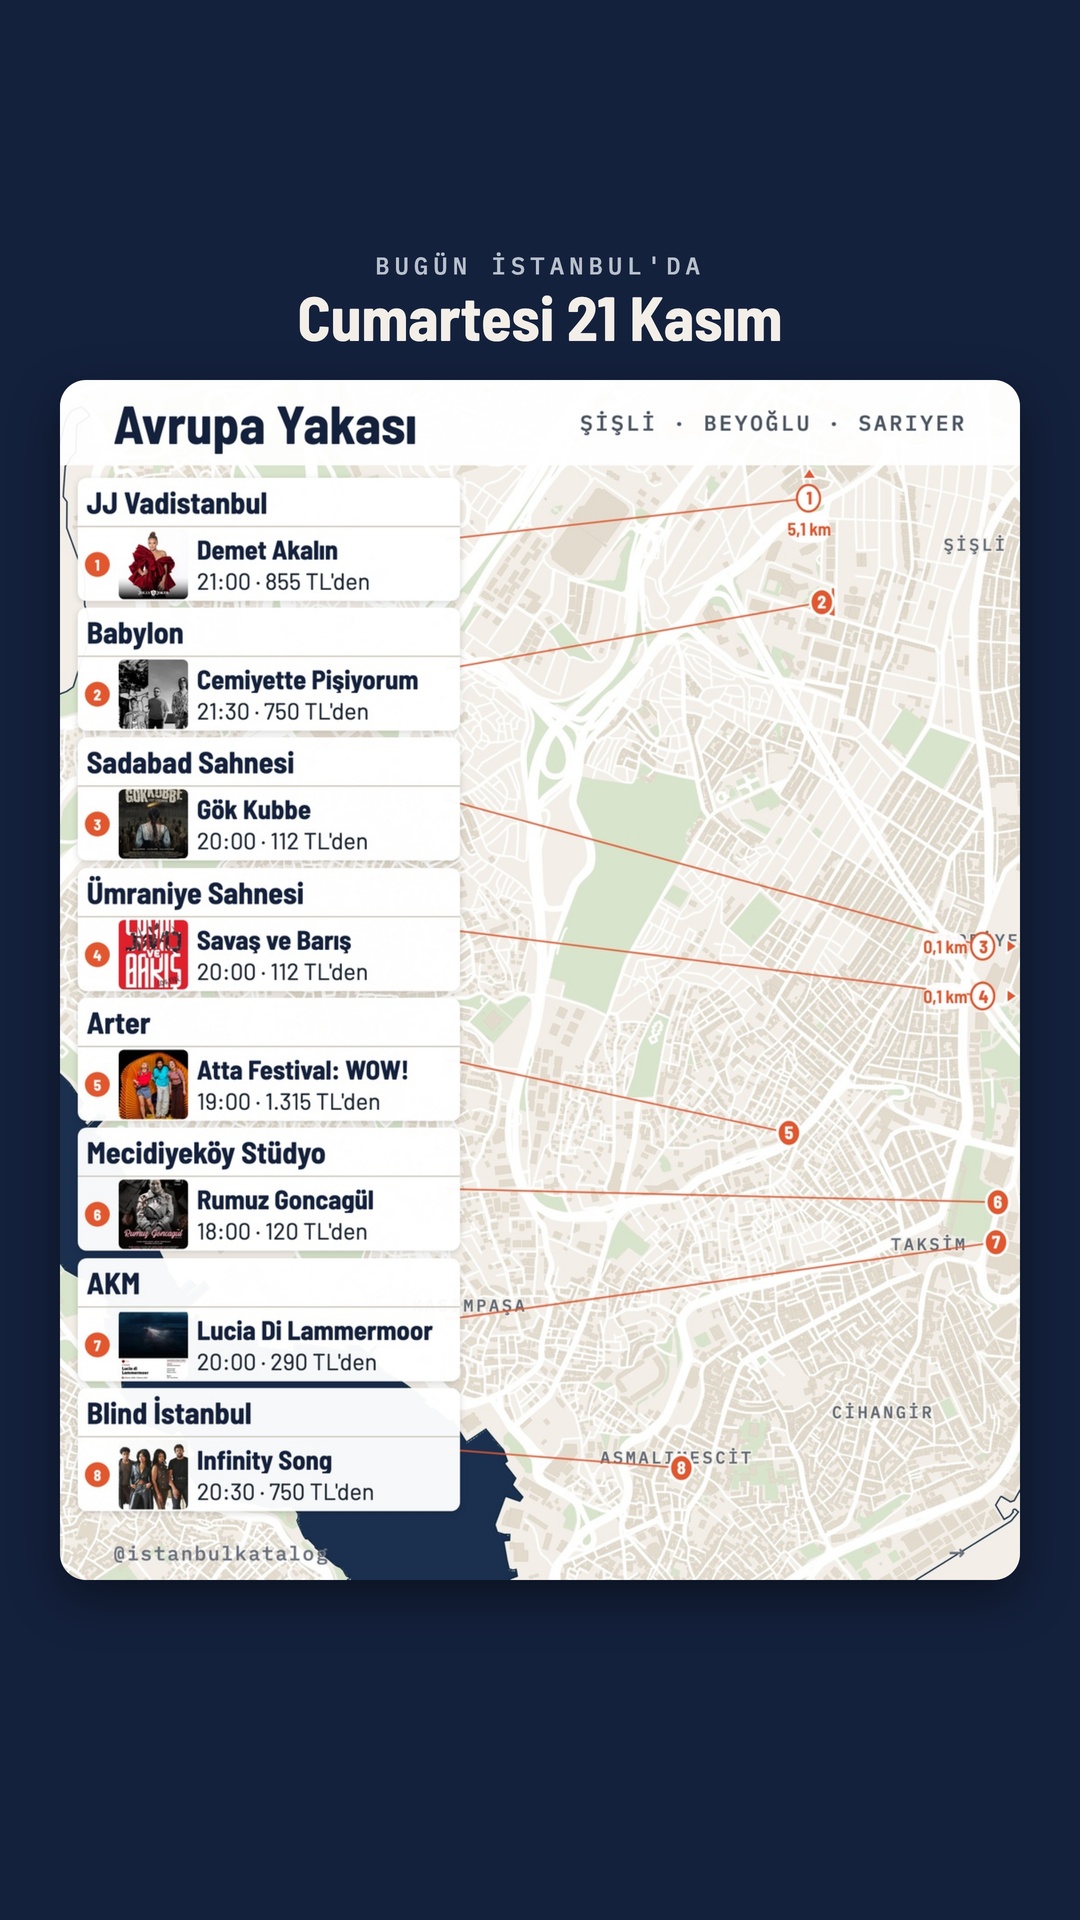 BUGÜN İSTANBUL'DA
Cumartesi 21 Kasım
Avrupa Yakası
ŞİŞLİ · BEYOĞLU · SARIYER
JJ Vadistanbul
1
Demet Akalın
21:00 · 855 TL'den
Babylon
2
Cemiyette Pişiyorum
21:30 · 750 TL'den
Sadabad Sahnesi
3
Gök Kubbe
20:00 · 112 TL'den
Ümraniye Sahnesi
4
Savaş ve Barış
20:00 · 112 TL'den
Arter
5
Atta Festival: WOW!
19:00 · 1.315 TL'den
Mecidiyeköy Stüdyo
6
Rumuz Goncagül
Rumuz Goncagül
18:00 · 120 TL'den
AKM
7
Lucia Di Lammermoor
20:00 · 290 TL'den
Blind İstanbul
8
Infinity Song
20:30 · 750 TL'den
1
5,1 km
ŞİŞLİ
2
0,1 km 3
0,1 km 4
5
6
TAKSİM 7
MPAŞA
CİHANGİR
8
@istanbulkatalog
→